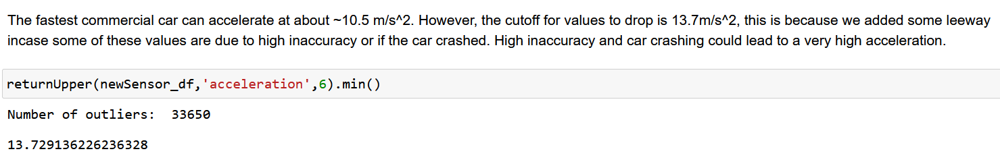 The fastest commercial car can accelerate at about ~10.5 m/s^2. However, the cutoff for values to drop is 13.7m/s^2, this is because we added some leeway
incase some of these values are due to high inaccuracy or if the car crashed. High inaccuracy and car crashing could lead to a very high acceleration.
returnUpper(newSensor_df,'acceleration',6).min()
Number of outliers:  33650
13.729136226236328